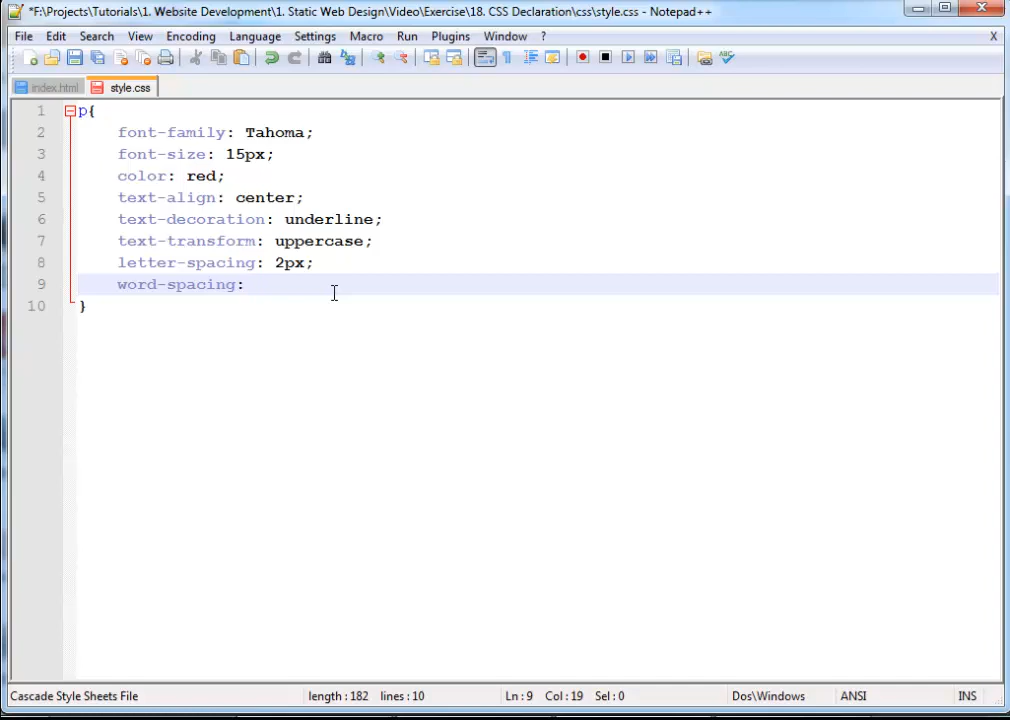 *F:\Projects\Tutorials\1. Website Development\1. Static Web Design\Video\Exercise\18. CSS Declaration\css\style.css - Notepad++
File Edit Search View Encoding Language Settings Macro Run Plugins Window ? X
index.html style.css
1 p{
2 font-family: Tahoma;
3 font-size: 15px;
4 color: red;
5 text-align: center;
6 text-decoration: underline;
7 text-transform: uppercase;
8 letter-spacing: 2px;
9 word-spacing:
10 }
Cascade Style Sheets File length : 182 lines : 10 Ln : 9 Col : 19 Sel : 0 Dos\Windows ANSI INS